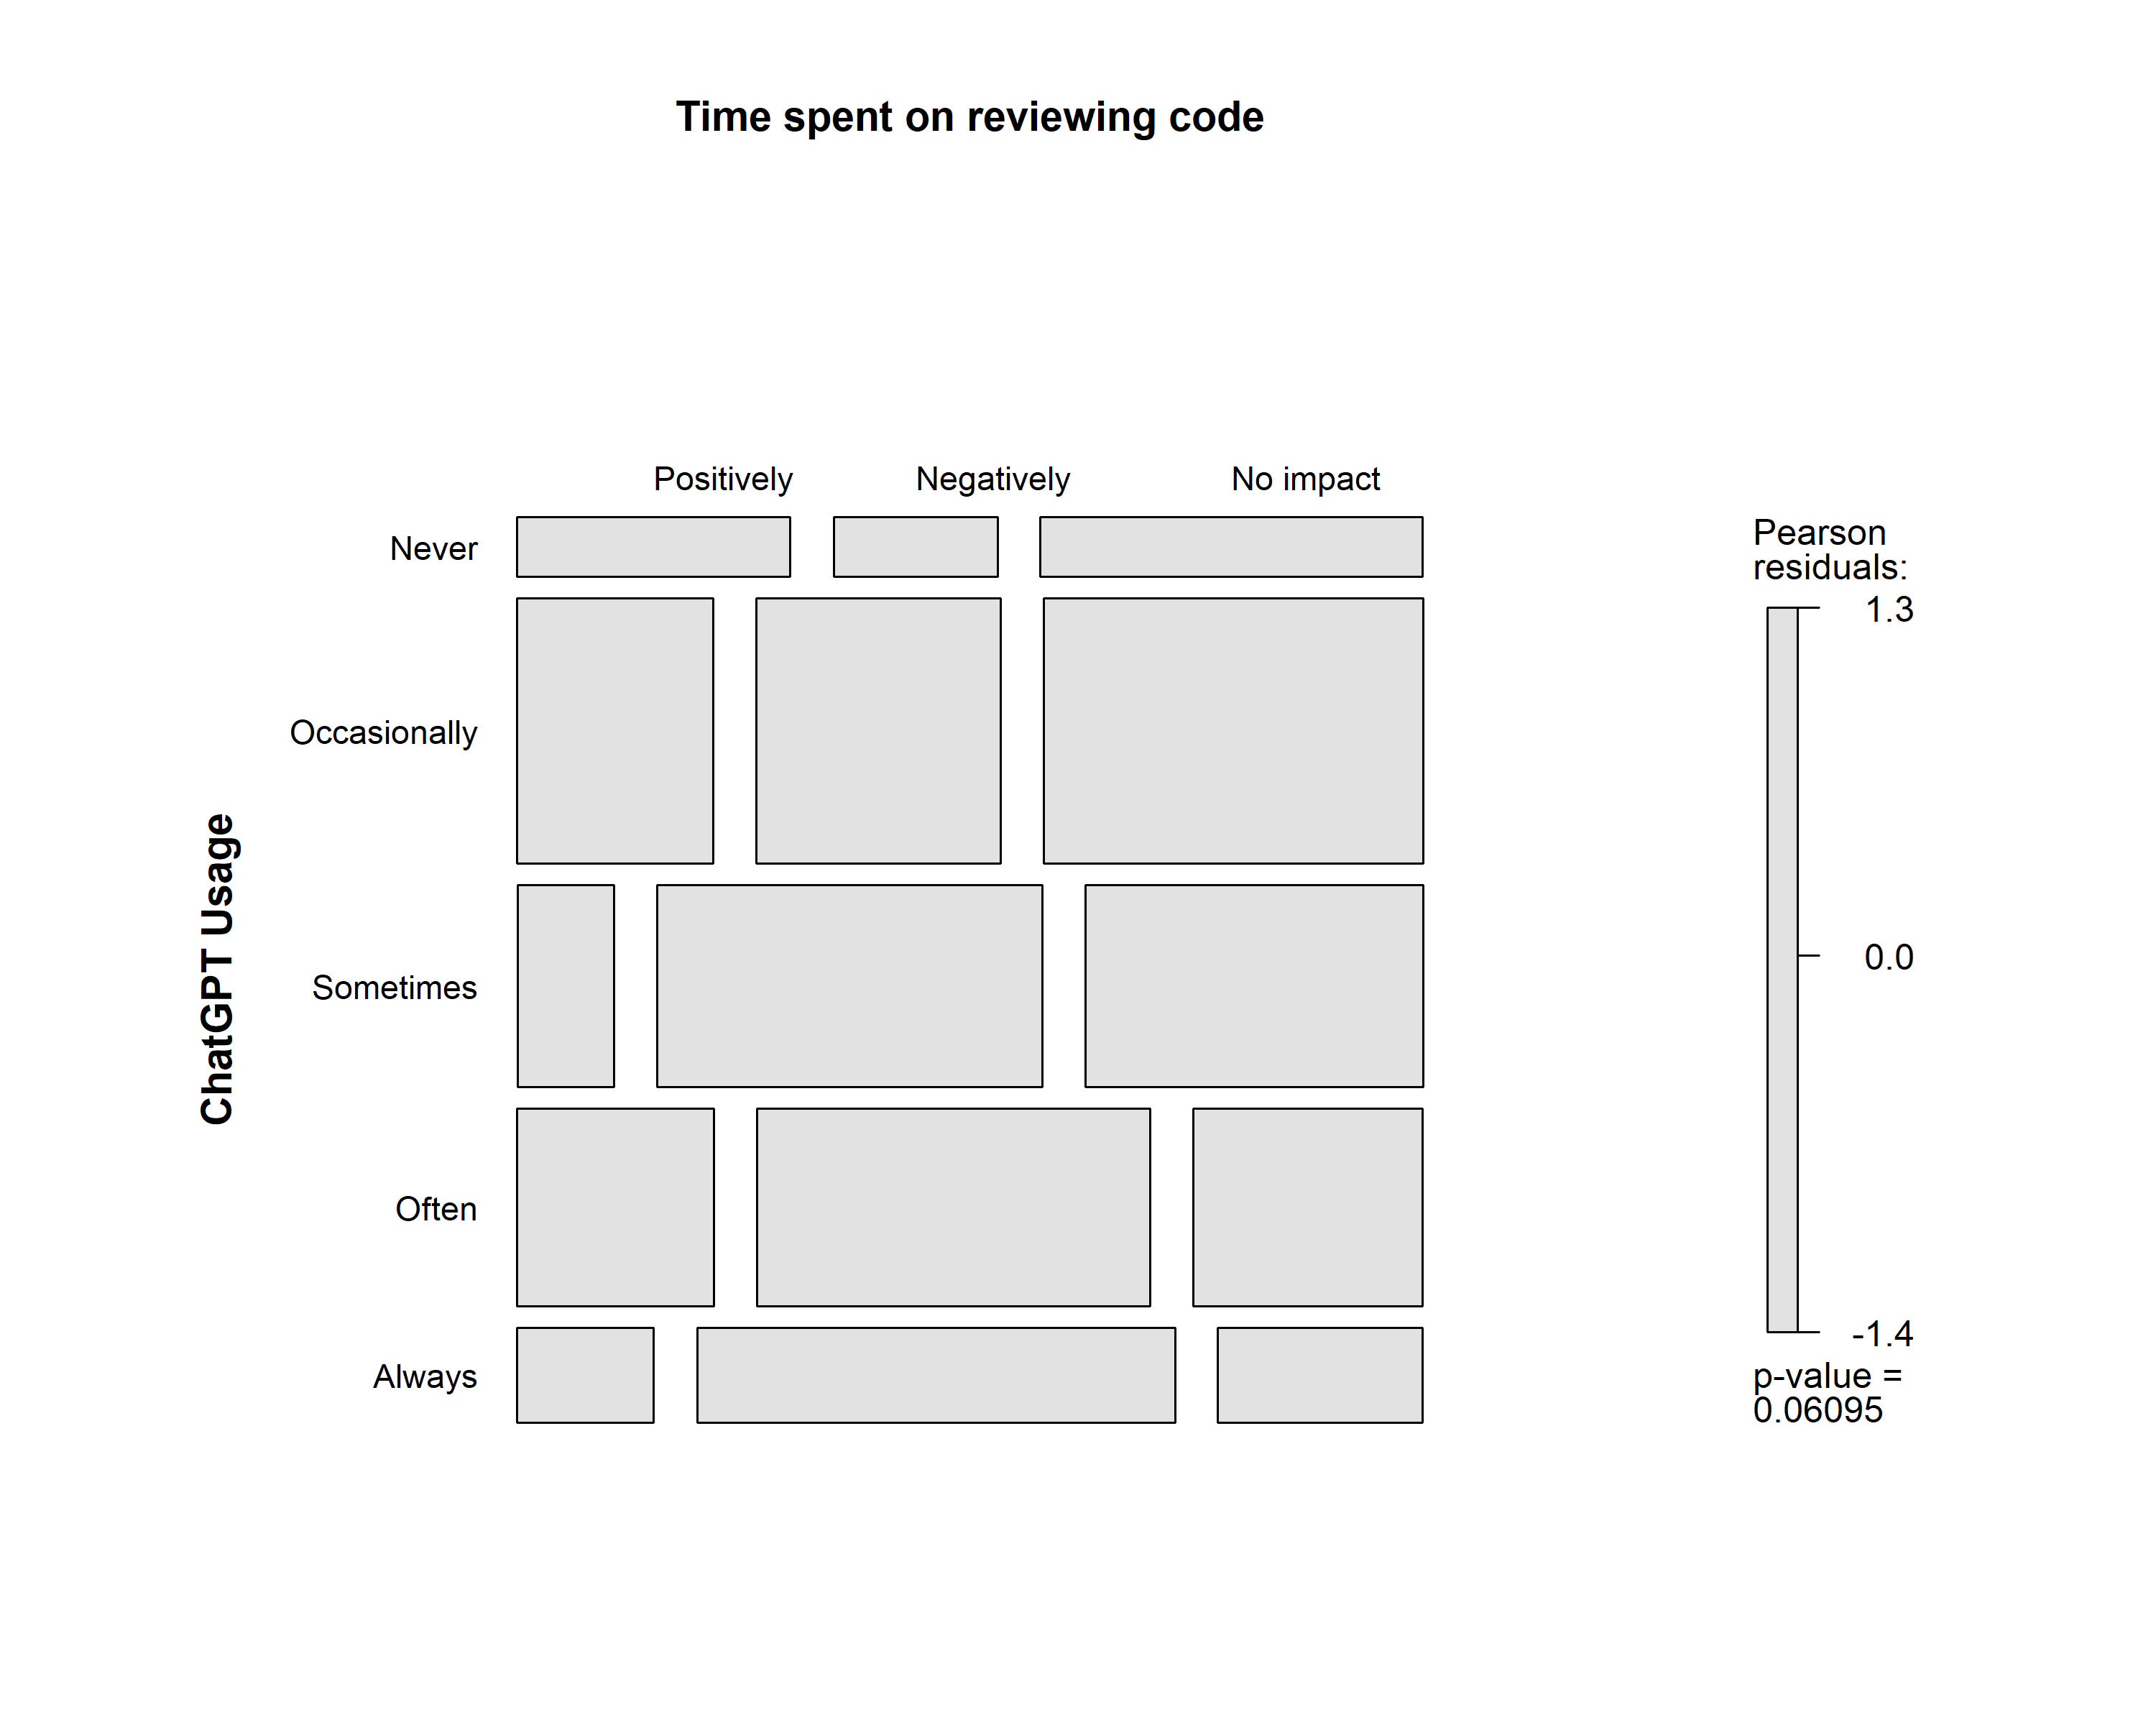 Time spent on reviewing code
Positively Negatively No impact
Never
Occasionally
Sometimes
Often
Always
ChatGPT Usage
Pearson
residuals:
1.3
0.0
-1.4
p-value =
0.06095